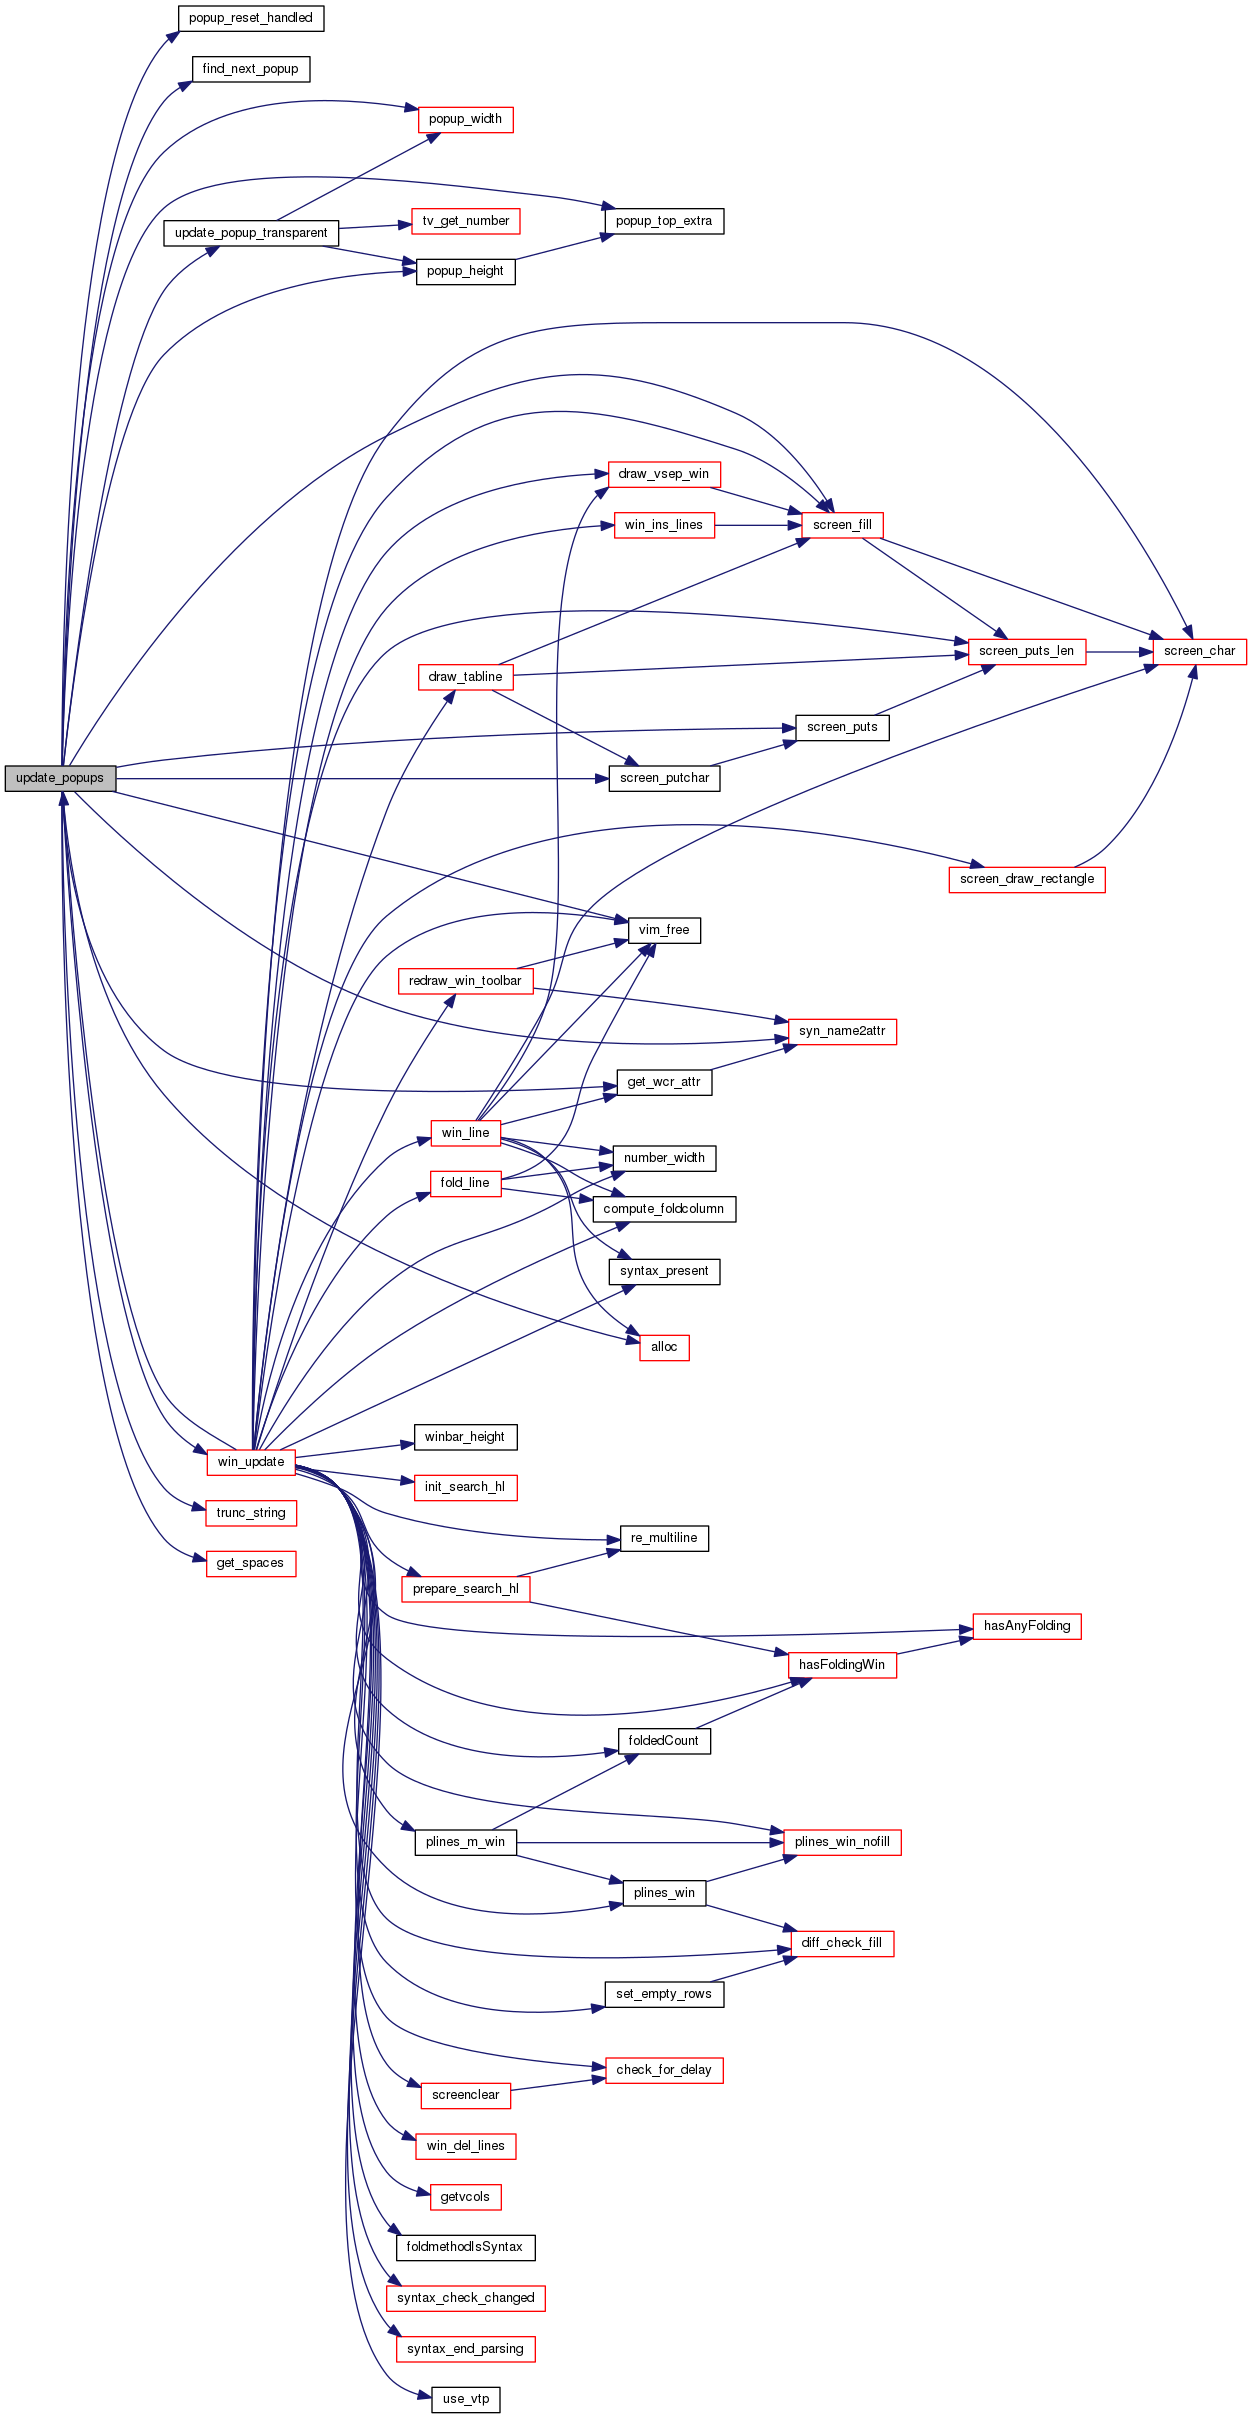 popup_reset_handled
find_next_popup
popup_width
popup_top_extra
tv_get_number
update_popup_transparent
popup_height
draw_vsep_win
win_ins_lines
screen_fill
screen_puts_len
screen_char
draw_tabline
screen_puts
update_popups
screen_putchar
screen_draw_rectangle
vim_free
redraw_win_toolbar
syn_name2attr
get_wcr_attr
win_line
number_width
fold_line
compute_foldcolumn
syntax_present
alloc
winbar_height
win_update
init_search_hl
trunc_string
re_multiline
get_spaces
prepare_search_hl
hasAnyFolding
hasFoldingWin
foldedCount
plines_m_win
plines_win_nofill
plines_win
diff_check_fill
set_empty_rows
check_for_delay
screenclear
win_del_lines
getvcols
foldmethodIsSyntax
syntax_check_changed
syntax_end_parsing
use_vtp